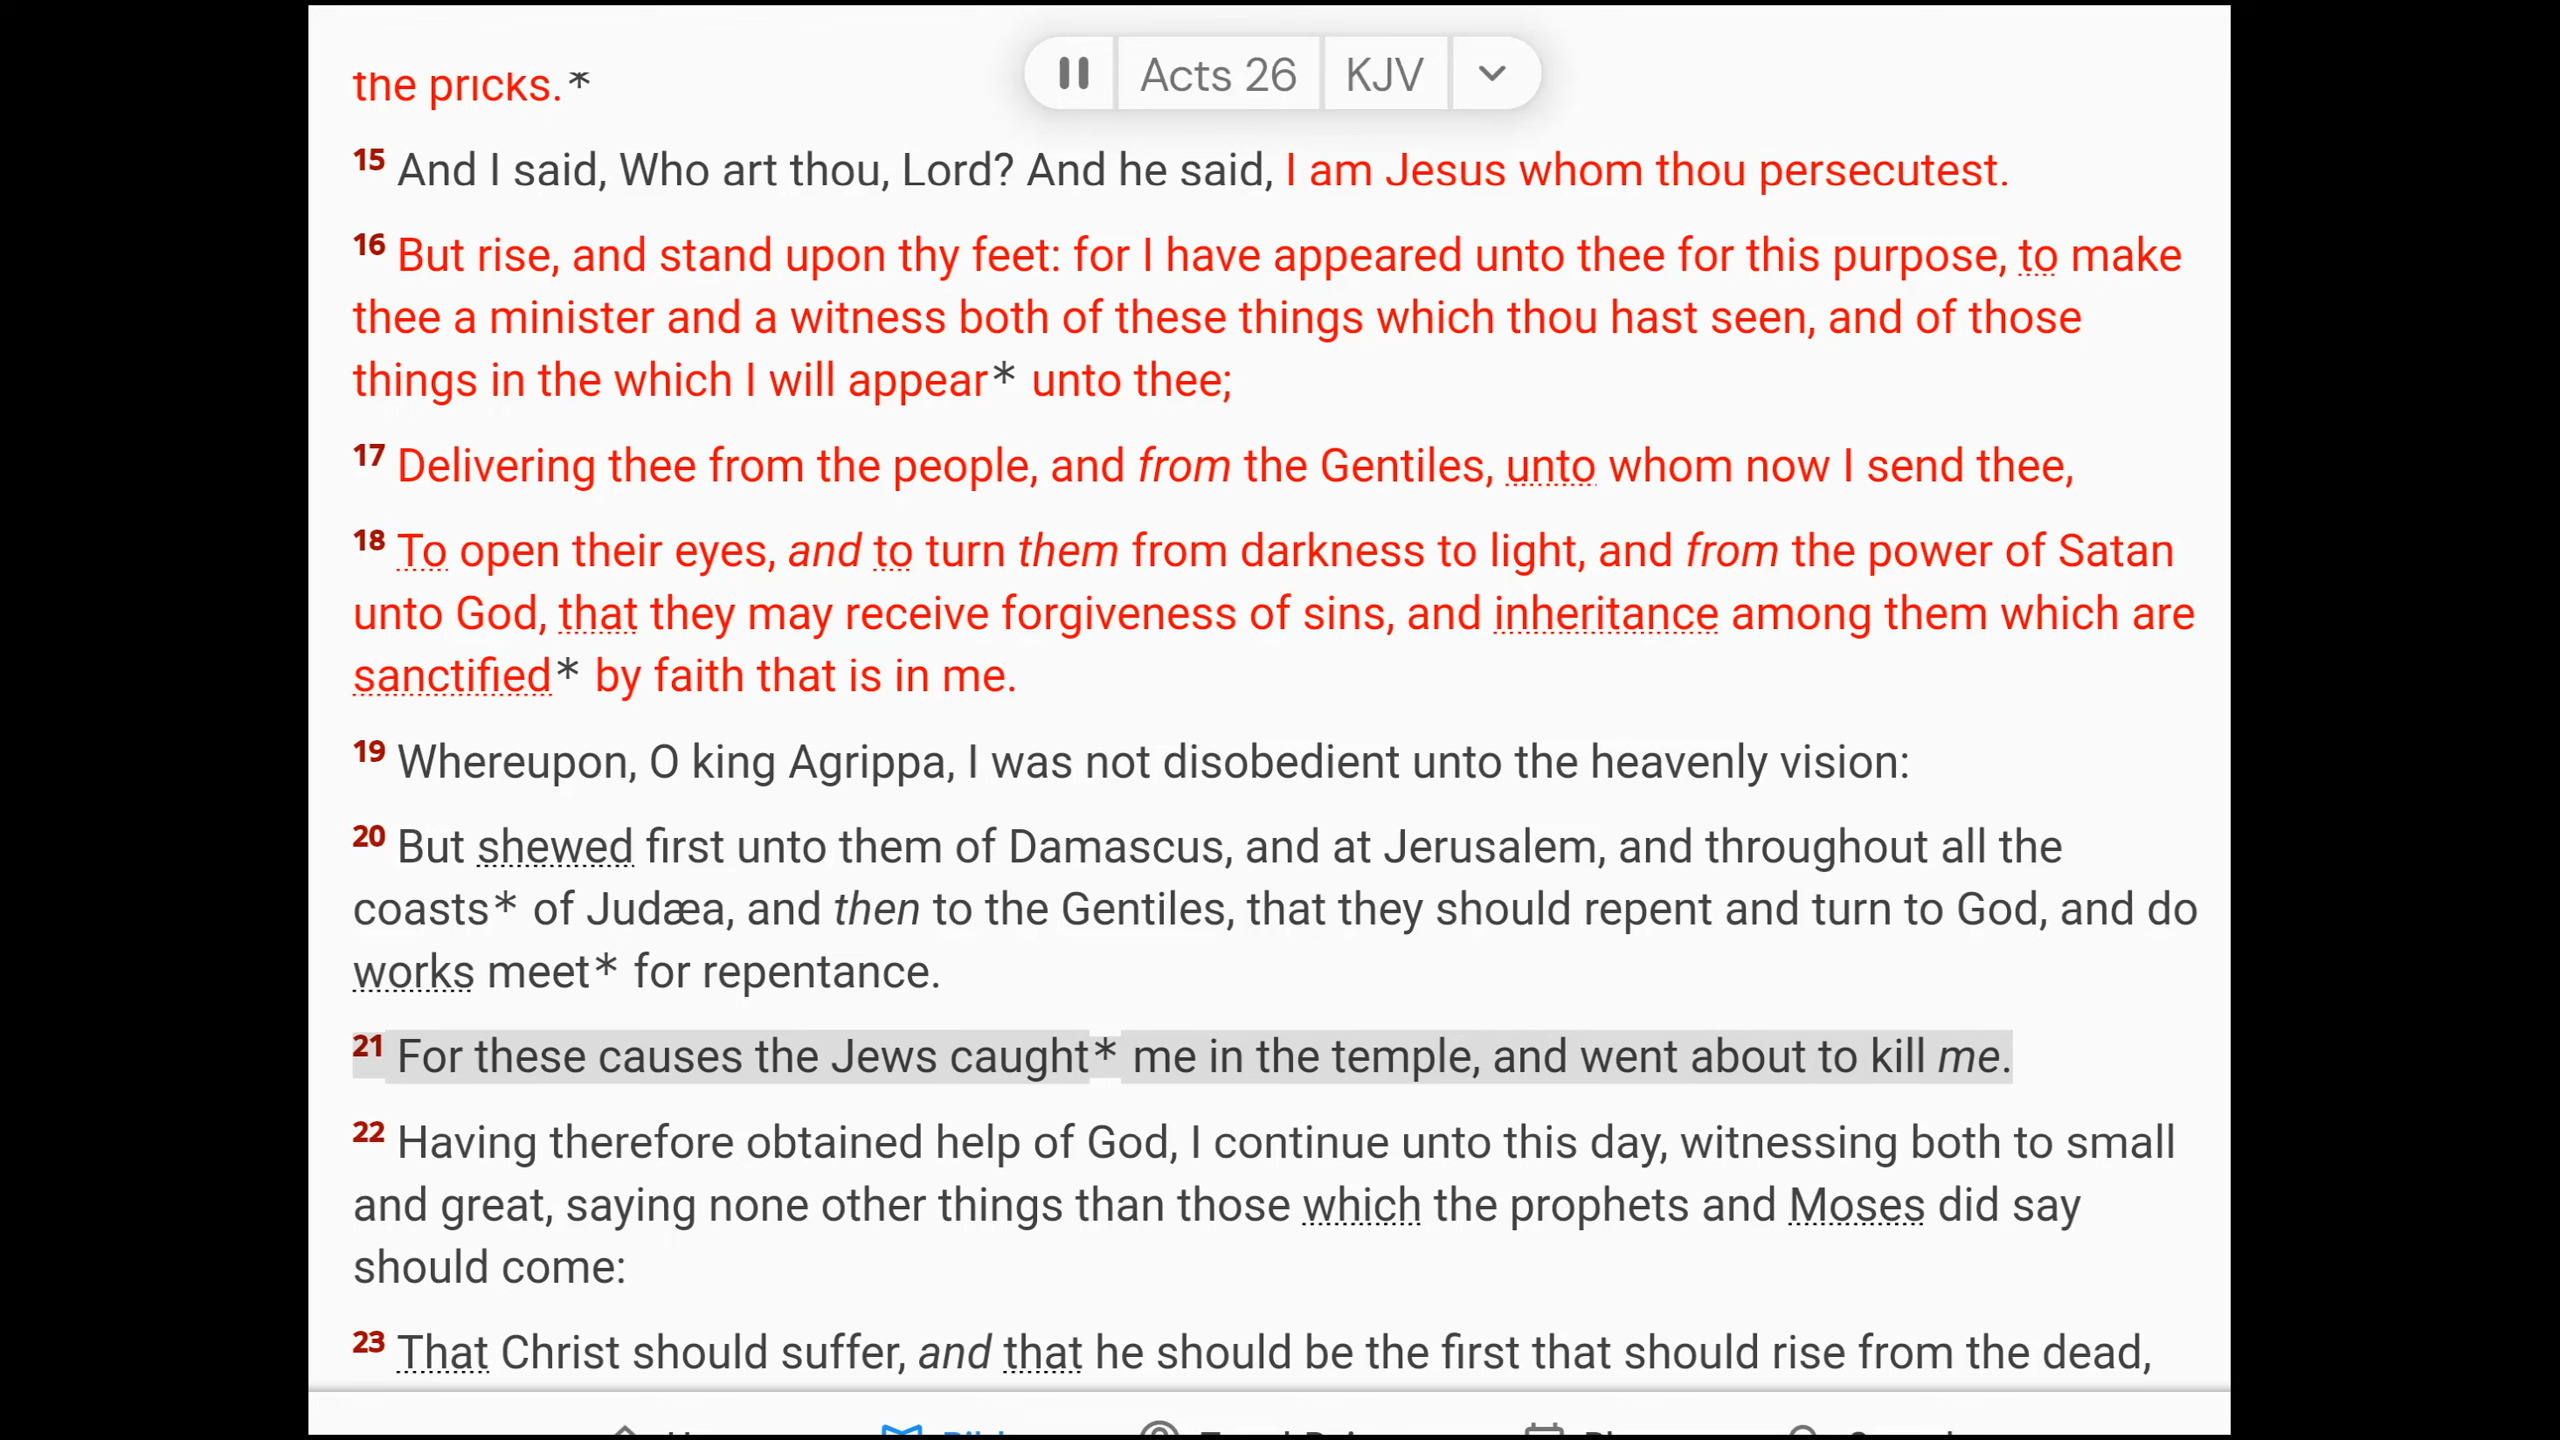 Acts 26 KJV
the pricks.*
15 And I said, Who art thou, Lord? And he said, I am Jesus whom thou persecutest.
16 But rise, and stand upon thy feet: for I have appeared unto thee for this purpose, to make
thee a minister and a witness both of these things which thou hast seen, and of those
things in the which I will appear* unto thee;
17 Delivering thee from the people, and from the Gentiles, unto whom now I send thee,
18 To open their eyes, and to turn them from darkness to light, and from the power of Satan
unto God, that they may receive forgiveness of sins, and inheritance among them which are
sanctified* by faith that is in me.
19 Whereupon, O king Agrippa, I was not disobedient unto the heavenly vision:
20 But shewed first unto them of Damascus, and at Jerusalem, and throughout all the
coasts* of Judæa, and then to the Gentiles, that they should repent and turn to God, and do
works meet* for repentance.
21 For these causes the Jews caught* me in the temple, and went about to kill me.
22 Having therefore obtained help of God, I continue unto this day, witnessing both to small
and great, saying none other things than those which the prophets and Moses did say
should come:
23 That Christ should suffer, and that he should be the first that should rise from the dead,